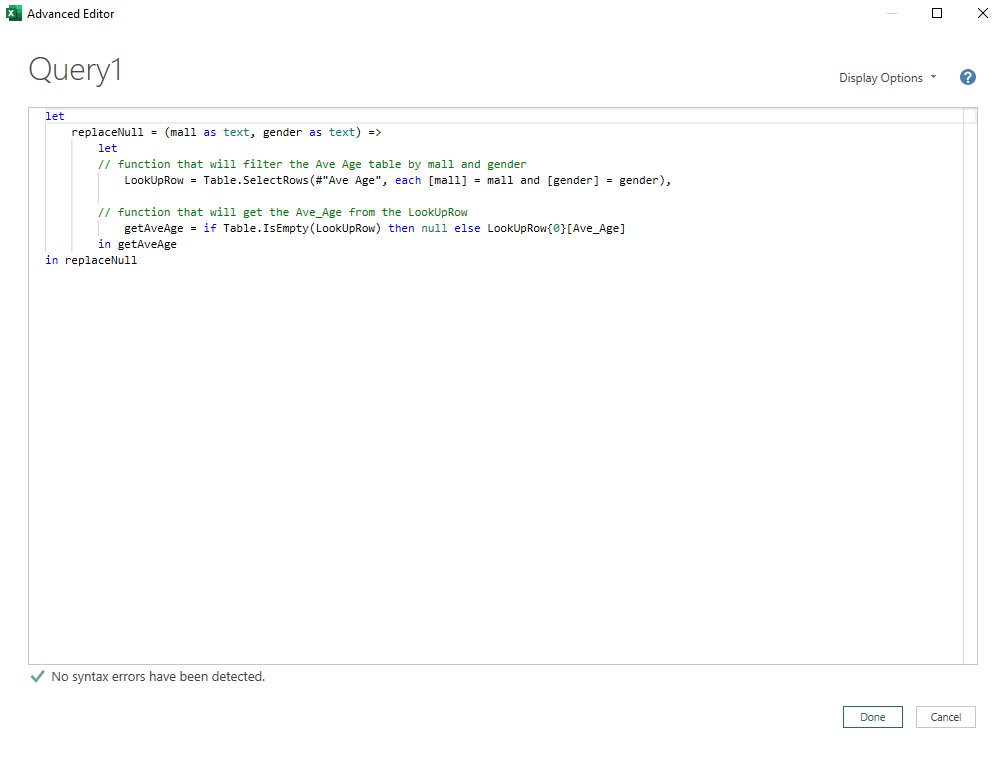 Advanced Editor
Query1
Display Options
?
let
replaceNull = (mall as text, gender as text) =>
let
// function that will filter the Ave Age table by mall and gender
LookUpRow = Table.SelectRows(#"Ave Age", each [mall] = mall and [gender] = gender),
// function that will get the Ave_Age from the LookUpRow
getAveAge = if Table.IsEmpty(LookUpRow) then null else LookUpRow{0}[Ave_Age]
in getAveAge
in replaceNull
No syntax errors have been detected.
Done Cancel